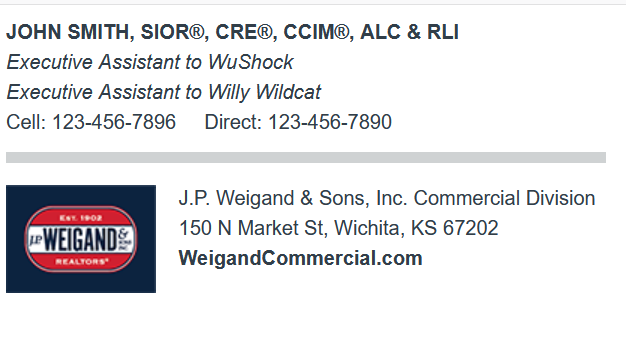 JOHN SMITH, SIOR®, CRE®, CCIM®, ALC & RLI
Executive Assistant to WuShock
Executive Assistant to Willy Wildcat
Cell: 123-456-7896 Direct: 123-456-7890
EST. 1902
J.P. WEIGAND & SONS INC
REALTORS®
J.P. Weigand & Sons, Inc. Commercial Division
150 N Market St, Wichita, KS 67202
WeigandCommercial.com